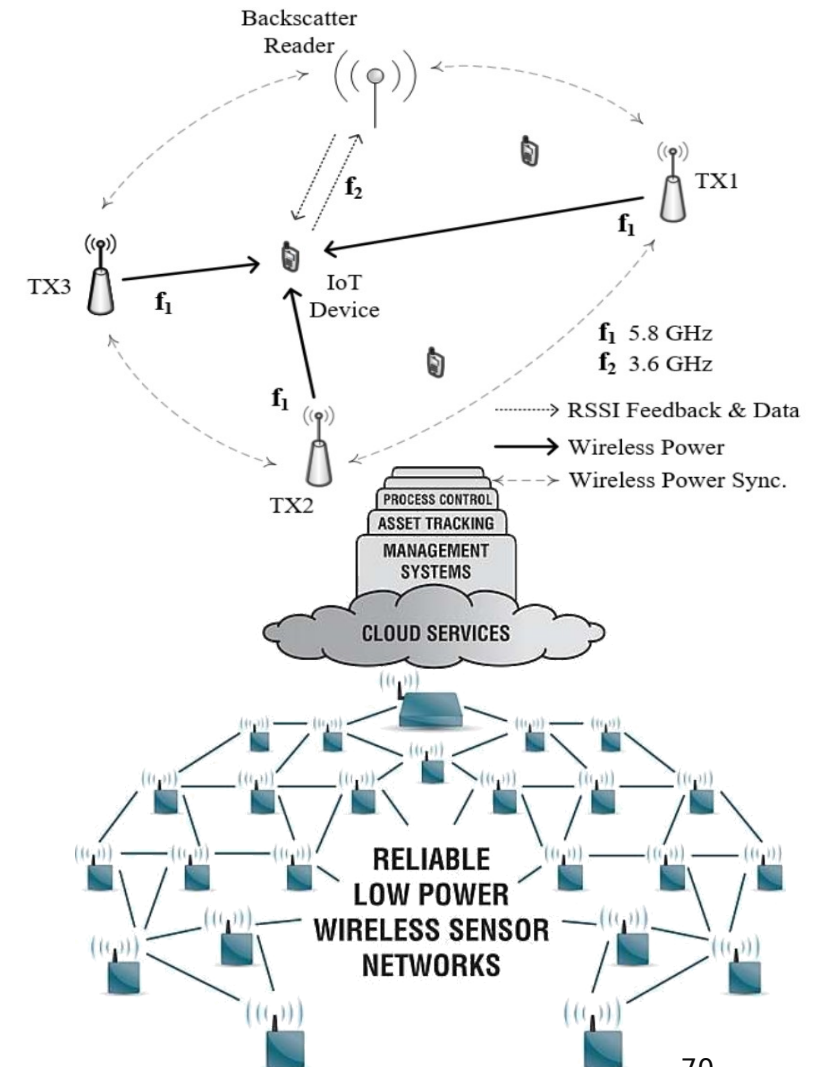 Backscatter
Reader
TX1
f₂
f₁
TX3
IoT
Device
f₁
f₁ 5.8 GHz
f₂ 3.6 GHz
f₁
RSSI Feedback & Data
Wireless Power
Wireless Power Sync.
TX2
PROCESS CONTROL
ASSET TRACKING
MANAGEMENT
SYSTEMS
CLOUD SERVICES
RELIABLE
LOW POWER
WIRELESS SENSOR
NETWORKS